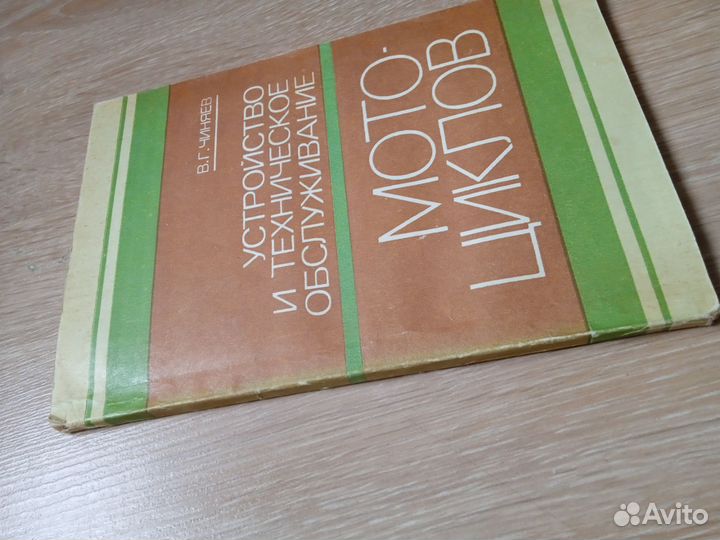 В.Г. ЧИНЯЕВ
УСТРОЙСТВО
И ТЕХНИЧЕСКОЕ
ОБСЛУЖИВАНИЕ
МОТО-
ЦИКЛОВ
Avito